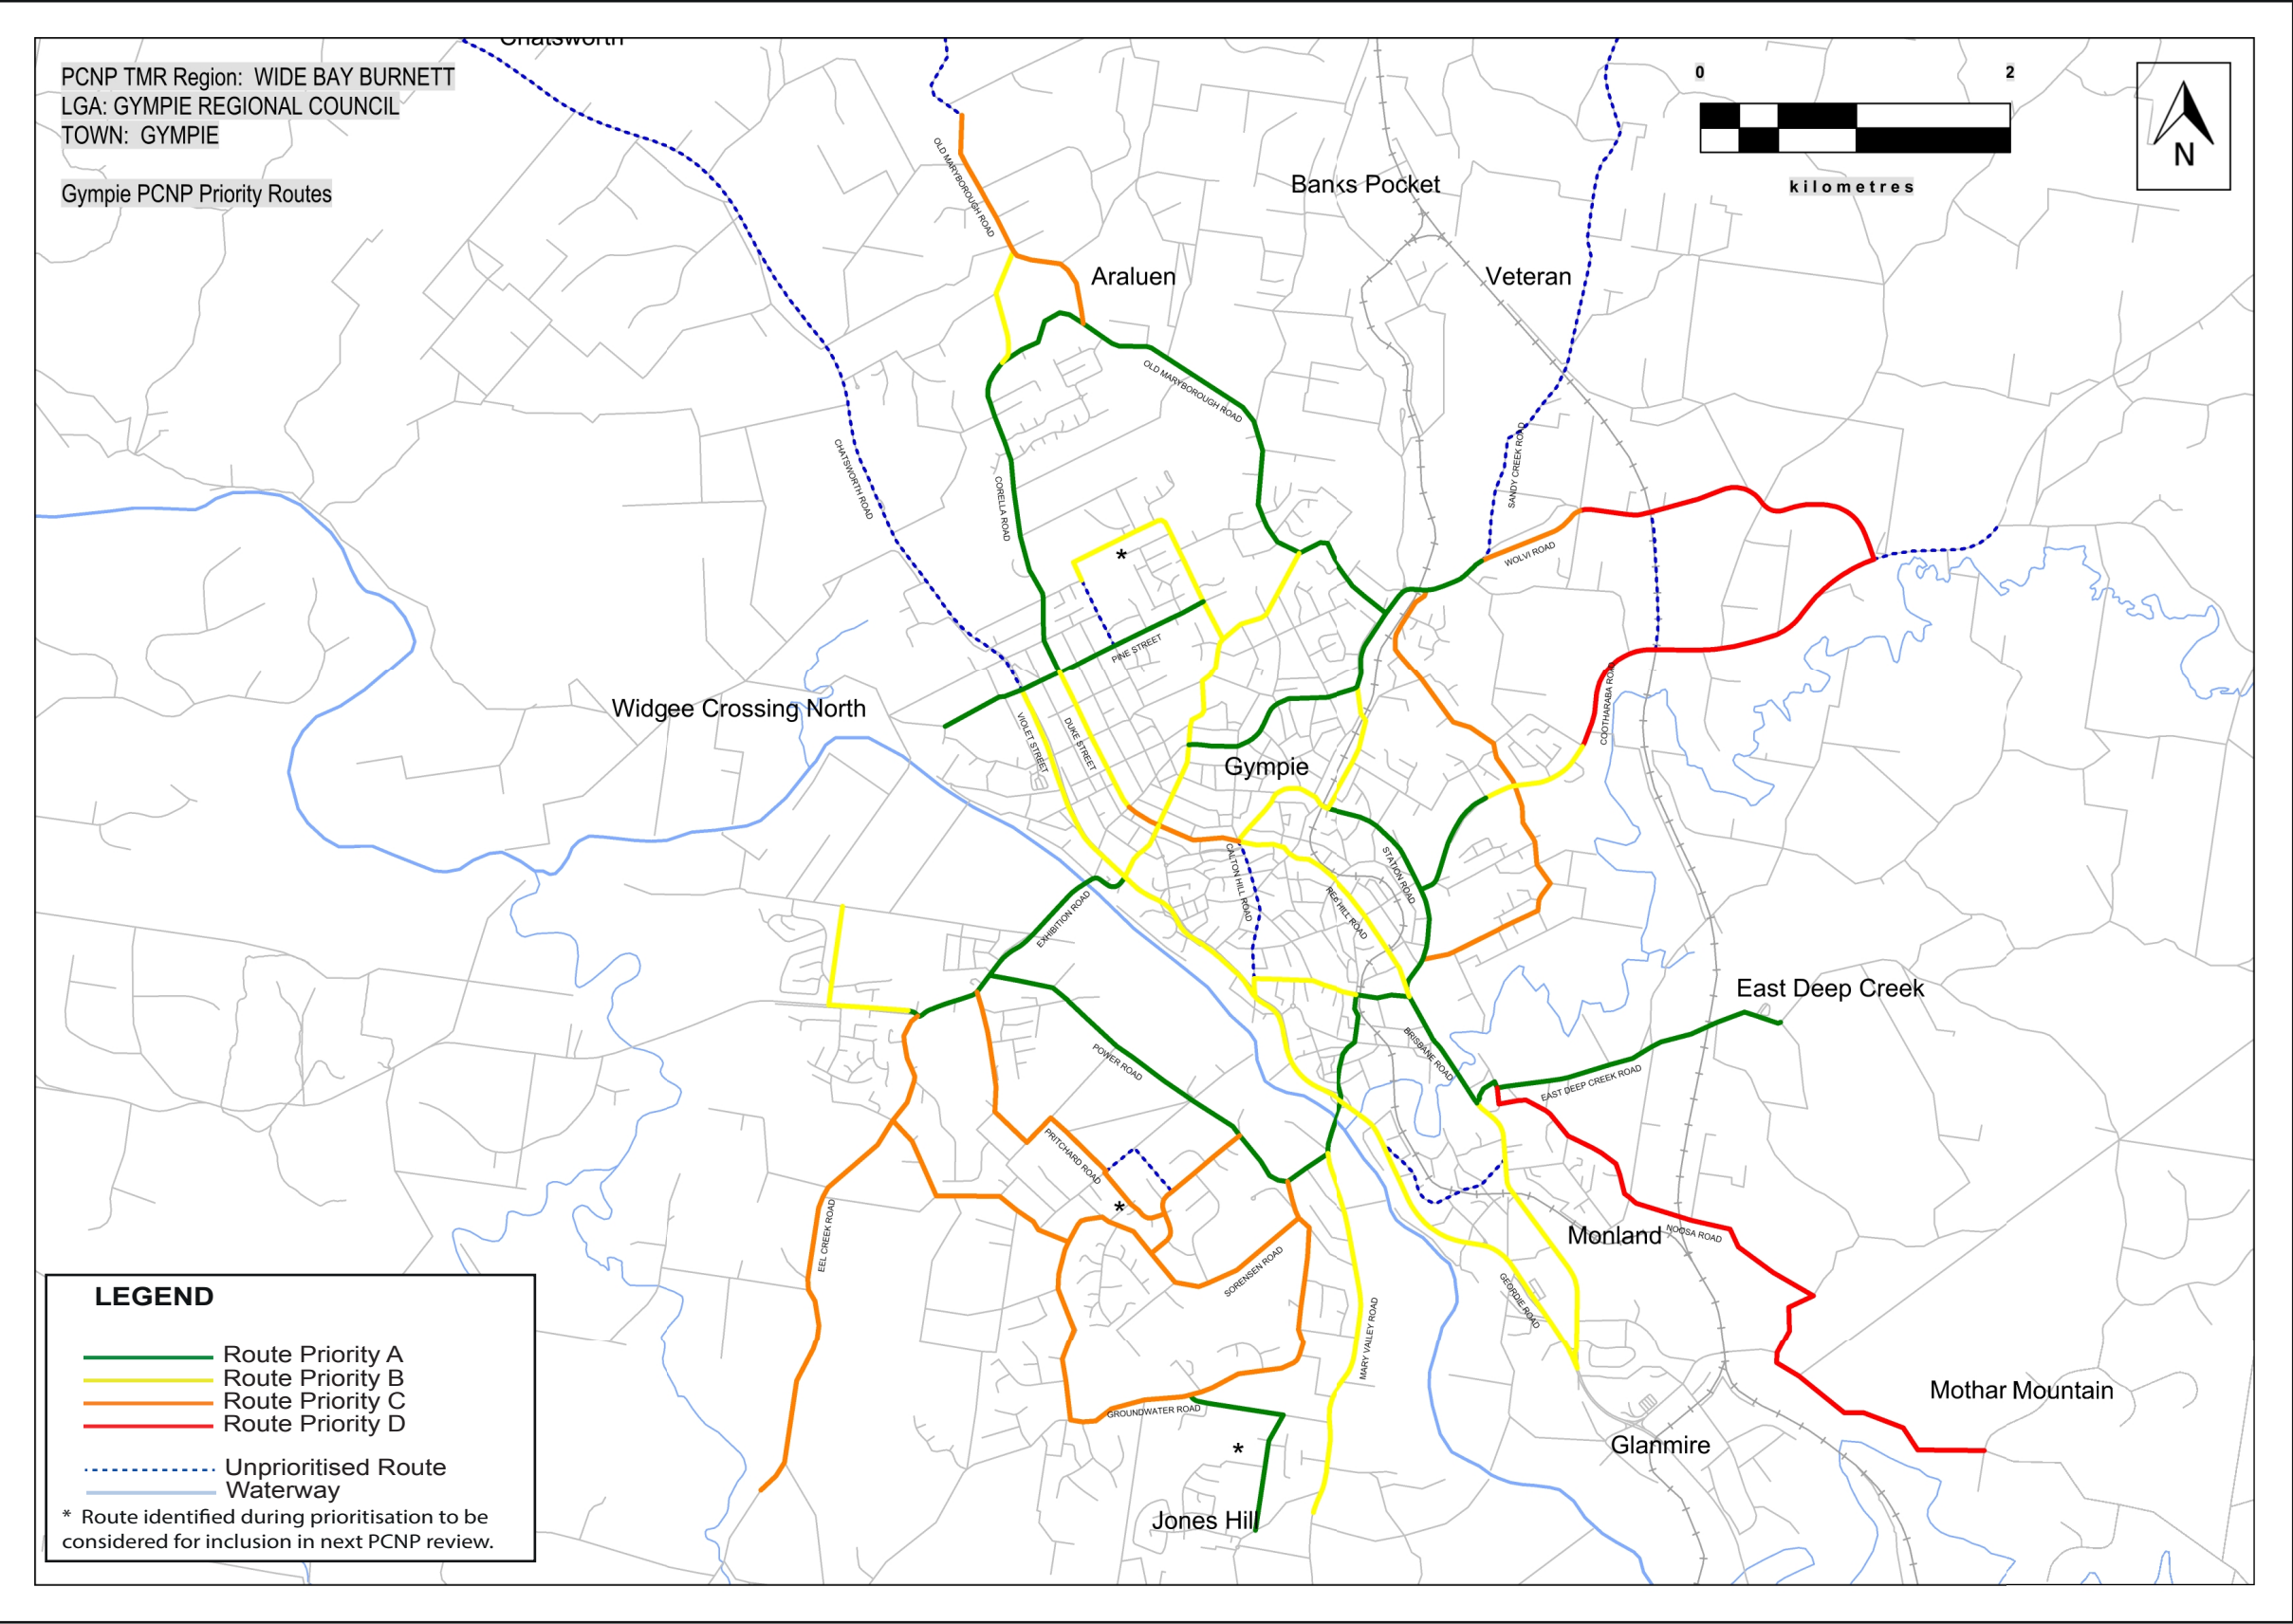 Chatsworth
PCNP TMR Region: WIDE BAY BURNETT
LGA: GYMPIE REGIONAL COUNCIL
TOWN: GYMPIE
Gympie PCNP Priority Routes
0
2
kilometres
N
OLD MARYBOROUGH ROAD
Banks Pocket
Araluen
Veteran
OLD MARYBOROUGH ROAD
CHATSWORTH ROAD
CORELLA ROAD
SANDY CREEK ROAD
*
WOLVI ROAD
PINE STREET
Widgee Crossing North
VIOLET STREET
DUKE STREET
COOTHARABA ROAD
Gympie
CALTON HILL ROAD
STATION ROAD
RED HILL ROAD
EXHIBITION ROAD
East Deep Creek
POWER ROAD
BRISBANE ROAD
EAST DEEP CREEK ROAD
PRITCHARD ROAD
*
EEL CREEK ROAD
SORENSEN ROAD
Monland
NOOSA ROAD
GEORDIE ROAD
MARY VALLEY ROAD
Mothar Mountain
GROUNDWATER ROAD
*
Glanmire
Jones Hill
LEGEND
Route Priority A
Route Priority B
Route Priority C
Route Priority D
Unprioritised Route
Waterway
* Route identified during prioritisation to be
considered for inclusion in next PCNP review.